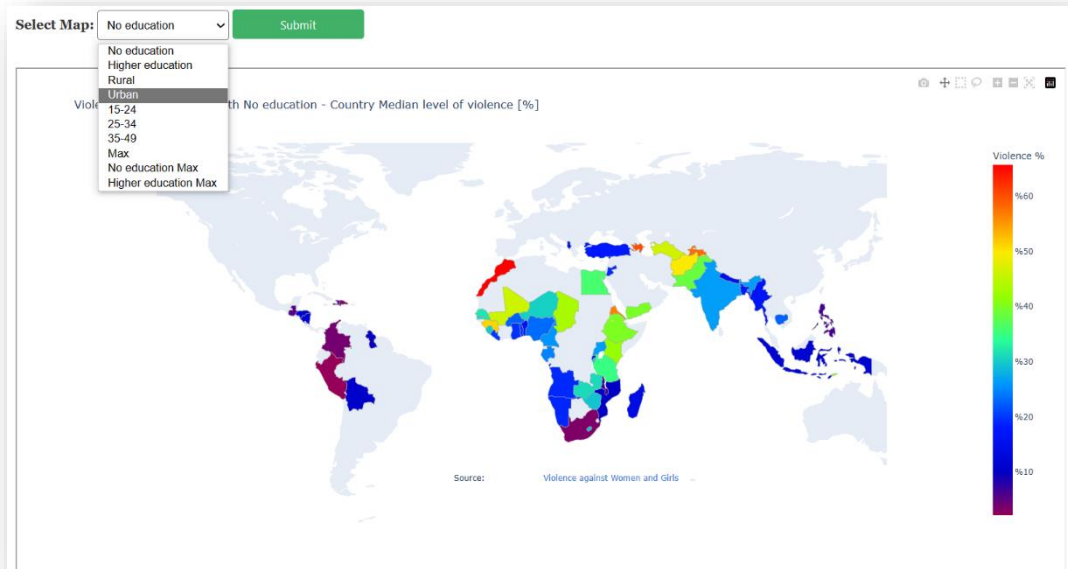 Select Map: No education Submit
No education
Higher education
Rural
Urban
15-24
25-34
35-49
Max
No education Max
Higher education Max
Viole th No education - Country Median level of violence [%]
Violence %
%60
%50
%40
%30
%20
%10
Source: Violence against Women and Girls